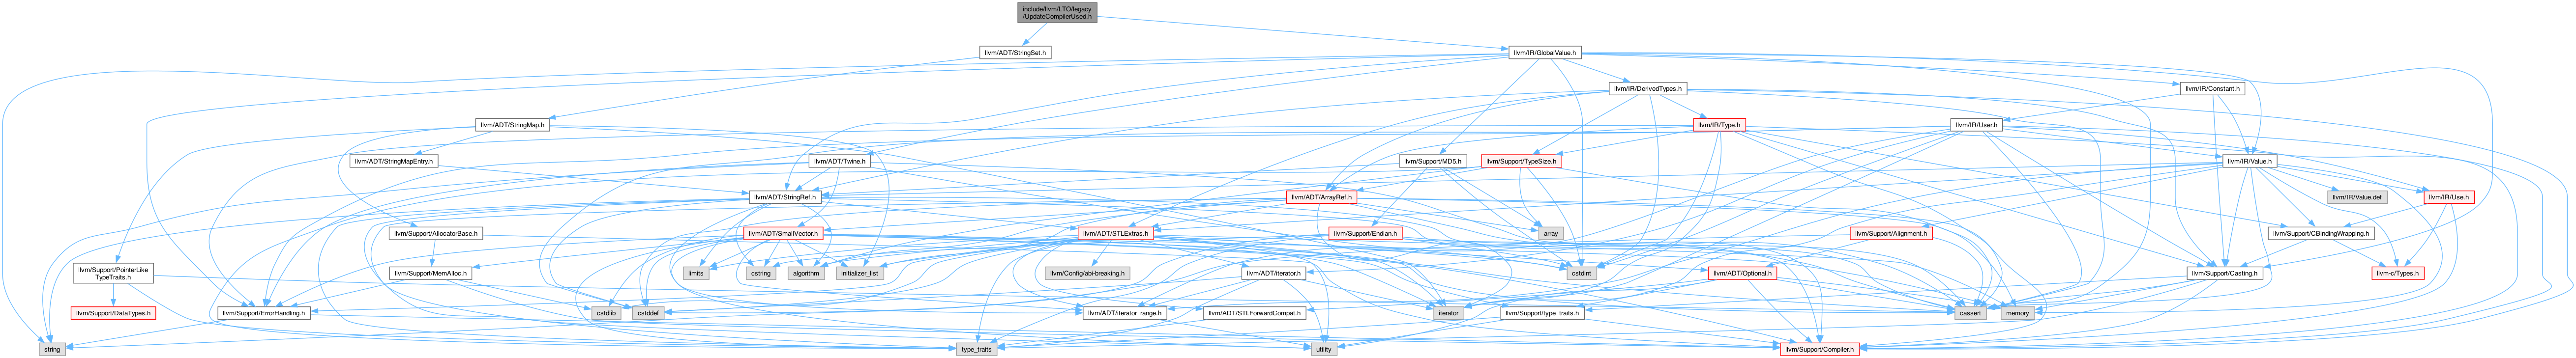 include/llvm/LTO/legacy
/UpdateCompilerUsed.h
llvm/ADT/StringSet.h
llvm/IR/GlobalValue.h
llvm/IR/DerivedTypes.h
llvm/IR/Constant.h
llvm/ADT/StringMap.h
llvm/IR/Type.h
llvm/IR/User.h
llvm/ADT/StringMapEntry.h
llvm/ADT/Twine.h
llvm/Support/MD5.h
llvm/Support/TypeSize.h
llvm/IR/Value.h
llvm/ADT/StringRef.h
llvm/ADT/ArrayRef.h
llvm/IR/Value.def
llvm/IR/Use.h
llvm/Support/AllocatorBase.h
llvm/ADT/SmallVector.h
llvm/ADT/STLExtras.h
llvm/Support/Endian.h
array
llvm/Support/Alignment.h
llvm/Support/CBindingWrapping.h
llvm/Support/PointerLike
TypeTraits.h
llvm/Support/MemAlloc.h
limits
cstring
algorithm
initializer_list
llvm/Config/abi-breaking.h
llvm/ADT/iterator.h
cstdint
llvm/ADT/Optional.h
llvm/Support/Casting.h
llvm-c/Types.h
llvm/Support/DataTypes.h
llvm/Support/ErrorHandling.h
cstdlib
cstddef
llvm/ADT/iterator_range.h
llvm/ADT/STLForwardCompat.h
iterator
llvm/Support/type_traits.h
cassert
memory
string
type_traits
utility
llvm/Support/Compiler.h